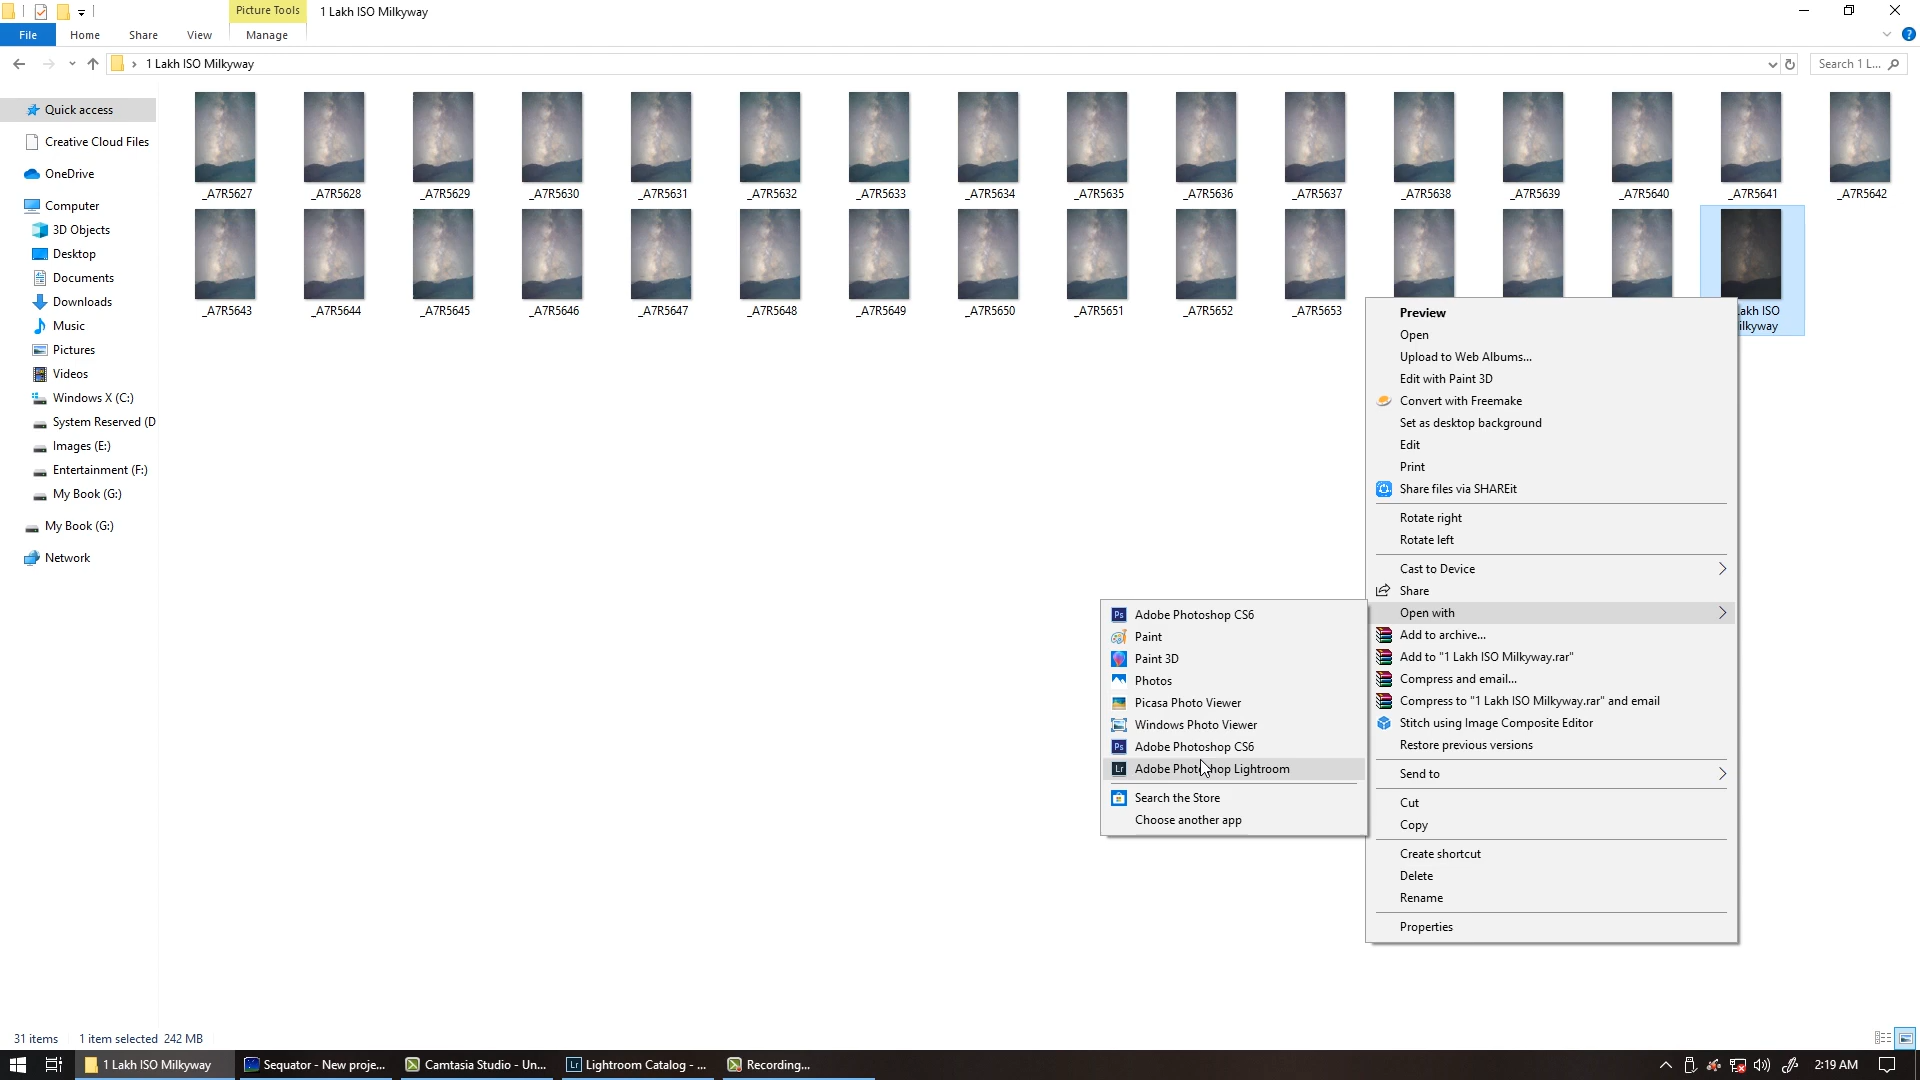 Picture Tools
1 Lakh ISO Milkyway
File
Home
Share
View
Manage
1 Lakh ISO Milkyway
Search 1 L...
Quick access
Creative Cloud Files
OneDrive
Computer
3D Objects
Desktop
Documents
Downloads
Music
Pictures
Videos
Windows X (C:)
System Reserved (D
Images (E:)
Entertainment (F:)
My Book (G:)
My Book (G:)
Network
_A7R5627
_A7R5628
_A7R5629
_A7R5630
_A7R5631
_A7R5632
_A7R5633
_A7R5634
_A7R5635
_A7R5636
_A7R5637
_A7R5638
_A7R5639
_A7R5640
_A7R5641
_A7R5642
_A7R5643
_A7R5644
_A7R5645
_A7R5646
_A7R5647
_A7R5648
_A7R5649
_A7R5650
_A7R5651
_A7R5652
_A7R5653
akh ISO
ilkyway
Preview
Open
Upload to Web Albums...
Edit with Paint 3D
Convert with Freemake
Set as desktop background
Edit
Print
Share files via SHAREit
Rotate right
Rotate left
Cast to Device
Share
Open with
Add to archive...
Add to "1 Lakh ISO Milkyway.rar"
Compress and email...
Compress to "1 Lakh ISO Milkyway.rar" and email
Stitch using Image Composite Editor
Restore previous versions
Send to
Cut
Copy
Create shortcut
Delete
Rename
Properties
Ps Adobe Photoshop CS6
Paint
Paint 3D
Photos
Picasa Photo Viewer
Windows Photo Viewer
Ps Adobe Photoshop CS6
Lr Adobe Photoshop Lightroom
Search the Store
Choose another app
31 items
1 item selected 242 MB
1 Lakh ISO Milkyway
Sequator - New proje...
Camtasia Studio - Un...
Lr Lightroom Catalog - ...
Recording...
2:19 AM